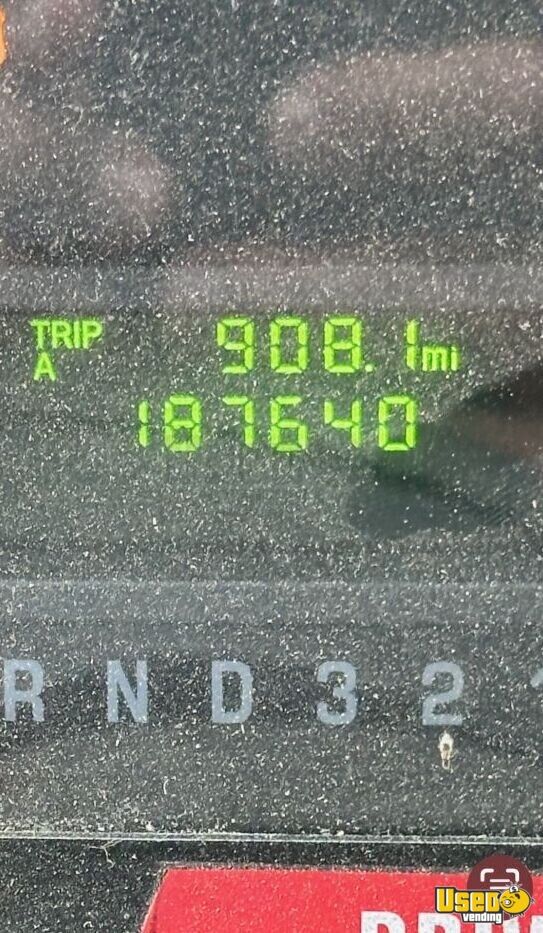 TRIP 908.1mi
A
187640
R N D 3 2
Used
vending